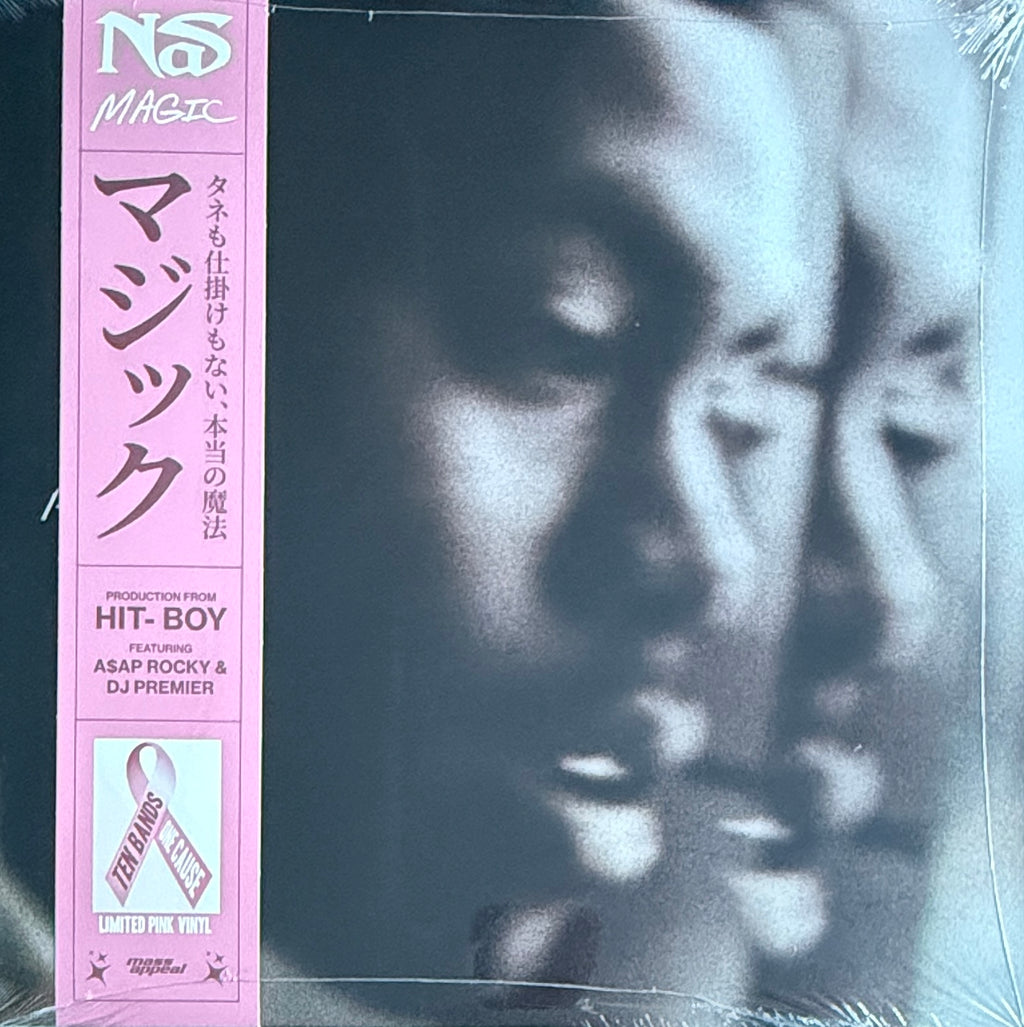 Nas
MAGIC
マジック
タネも仕掛けもない、本当の魔法
PRODUCTION FROM
HIT- BOY
FEATURING
A$AP ROCKY &
DJ PREMIER
TEN BANDS
ONE CAUSE
LIMITED PINK VINYL
mass
appeal